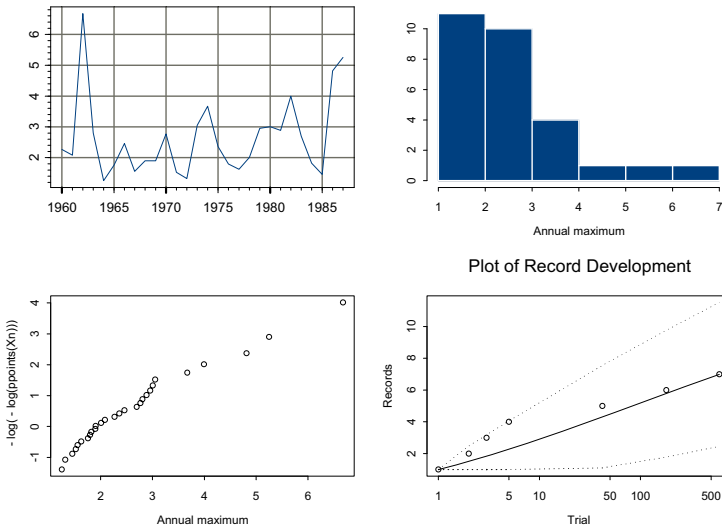 6
5
4
3
2
1960 1965 1970 1975 1980 1985
10
8
6
4
2
0
1 2 3 4 5 6 7
Annual maximum
- log( - log(ppoints(Xn)))
4
3
2
1
0
-1
2 3 4 5 6
Annual maximum
Plot of Record Development
Records
10
8
6
4
2
1 5 10 50 100 500
Trial